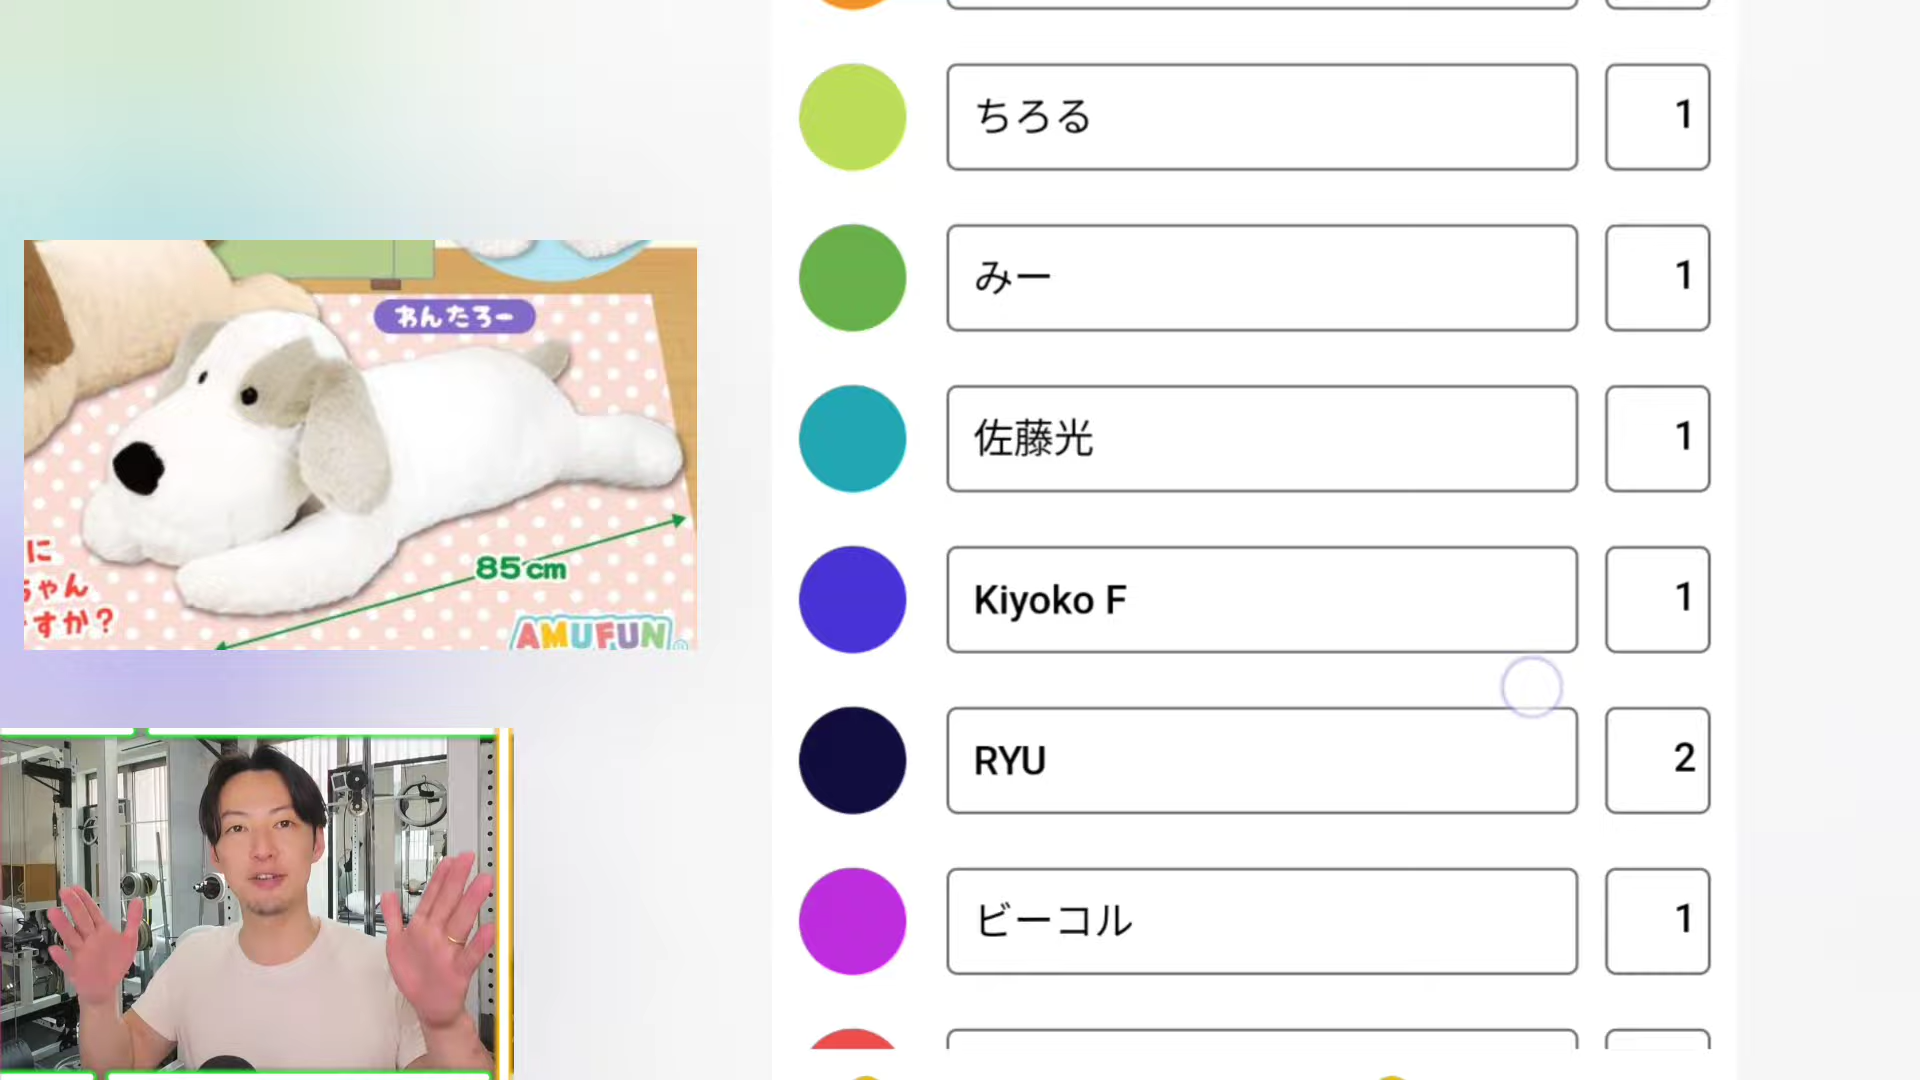 わんたろー
に
ちゃん
すか？
85cm
AMUFUN
ちろる 1
みー 1
佐藤光 1
Kiyoko F 1
RYU 2
ビーコル 1